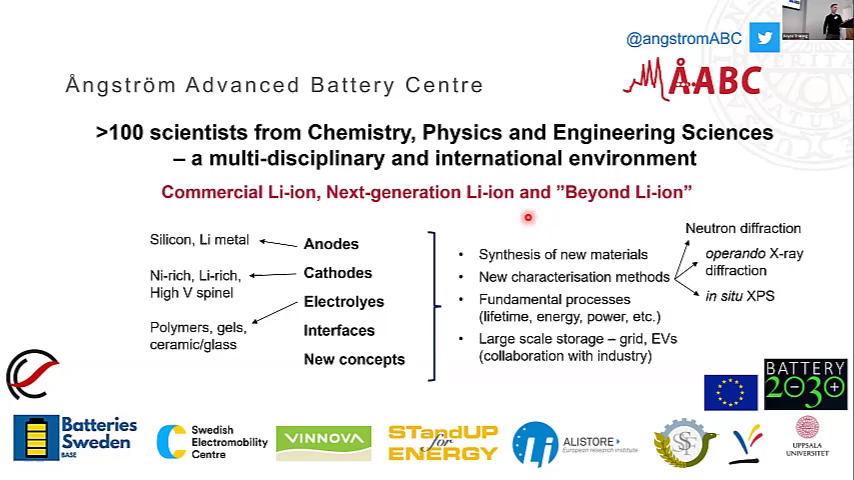 @angstromABC
ÅABC
Ångström Advanced Battery Centre
>100 scientists from Chemistry, Physics and Engineering Sciences
– a multi-disciplinary and international environment
Commercial Li-ion, Next-generation Li-ion and ”Beyond Li-ion”
Silicon, Li metal
Ni-rich, Li-rich,
High V spinel
Polymers, gels,
ceramic/glass
Anodes
Cathodes
Electrolyes
Interfaces
New concepts
• Synthesis of new materials
• New characterisation methods
• Fundamental processes
(lifetime, energy, power, etc.)
• Large scale storage – grid, EVs
(collaboration with industry)
Neutron diffraction
operando X-ray
diffraction
in situ XPS
BATTERY
2030+
Batteries
Sweden
BASE
Swedish
Electromobility
Centre
VINNOVA
STandUP
for
ENERGY
Li
ALISTORE
European research institute
SSF
UPPSALA
UNIVERSITET